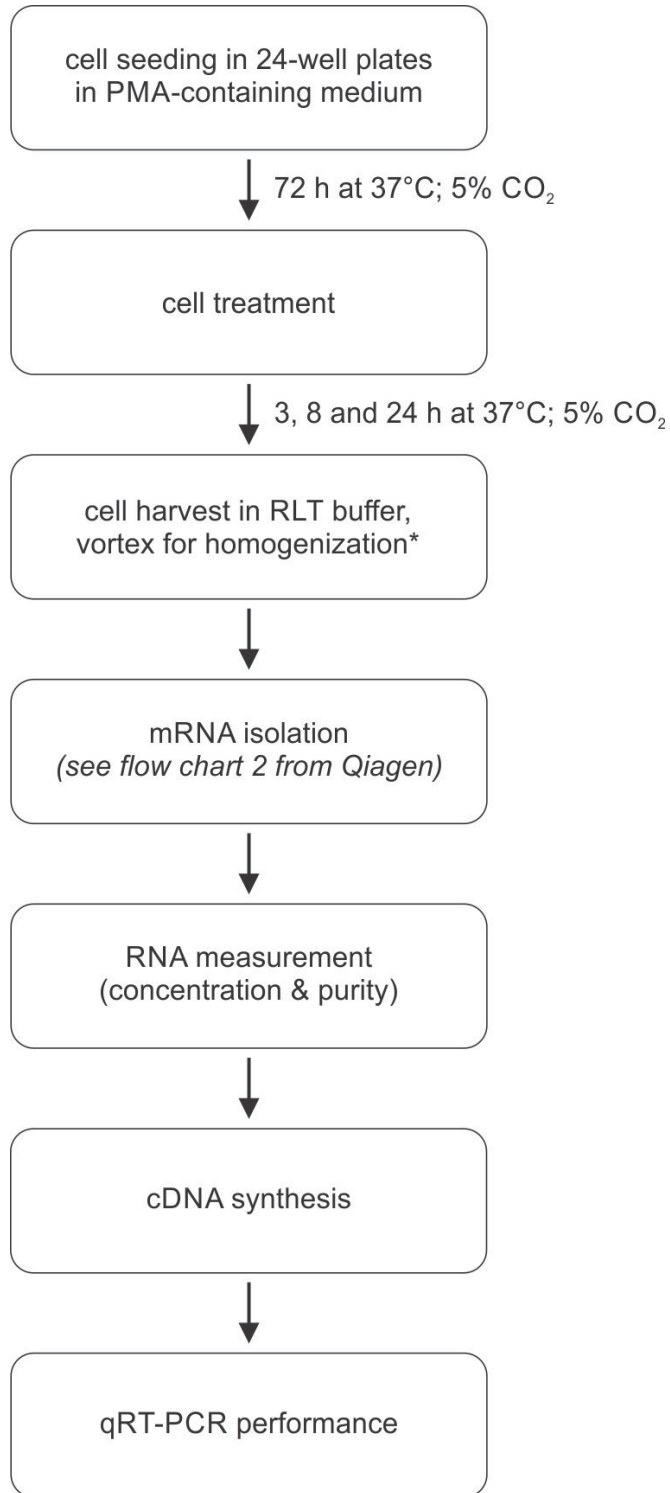 cell seeding in 24-well plates
in PMA-containing medium
72 h at 37°C; 5% CO₂
cell treatment
3, 8 and 24 h at 37°C; 5% CO₂
cell harvest in RLT buffer,
vortex for homogenization*
mRNA isolation
(see flow chart 2 from Qiagen)
RNA measurement
(concentration & purity)
cDNA synthesis
qRT-PCR performance